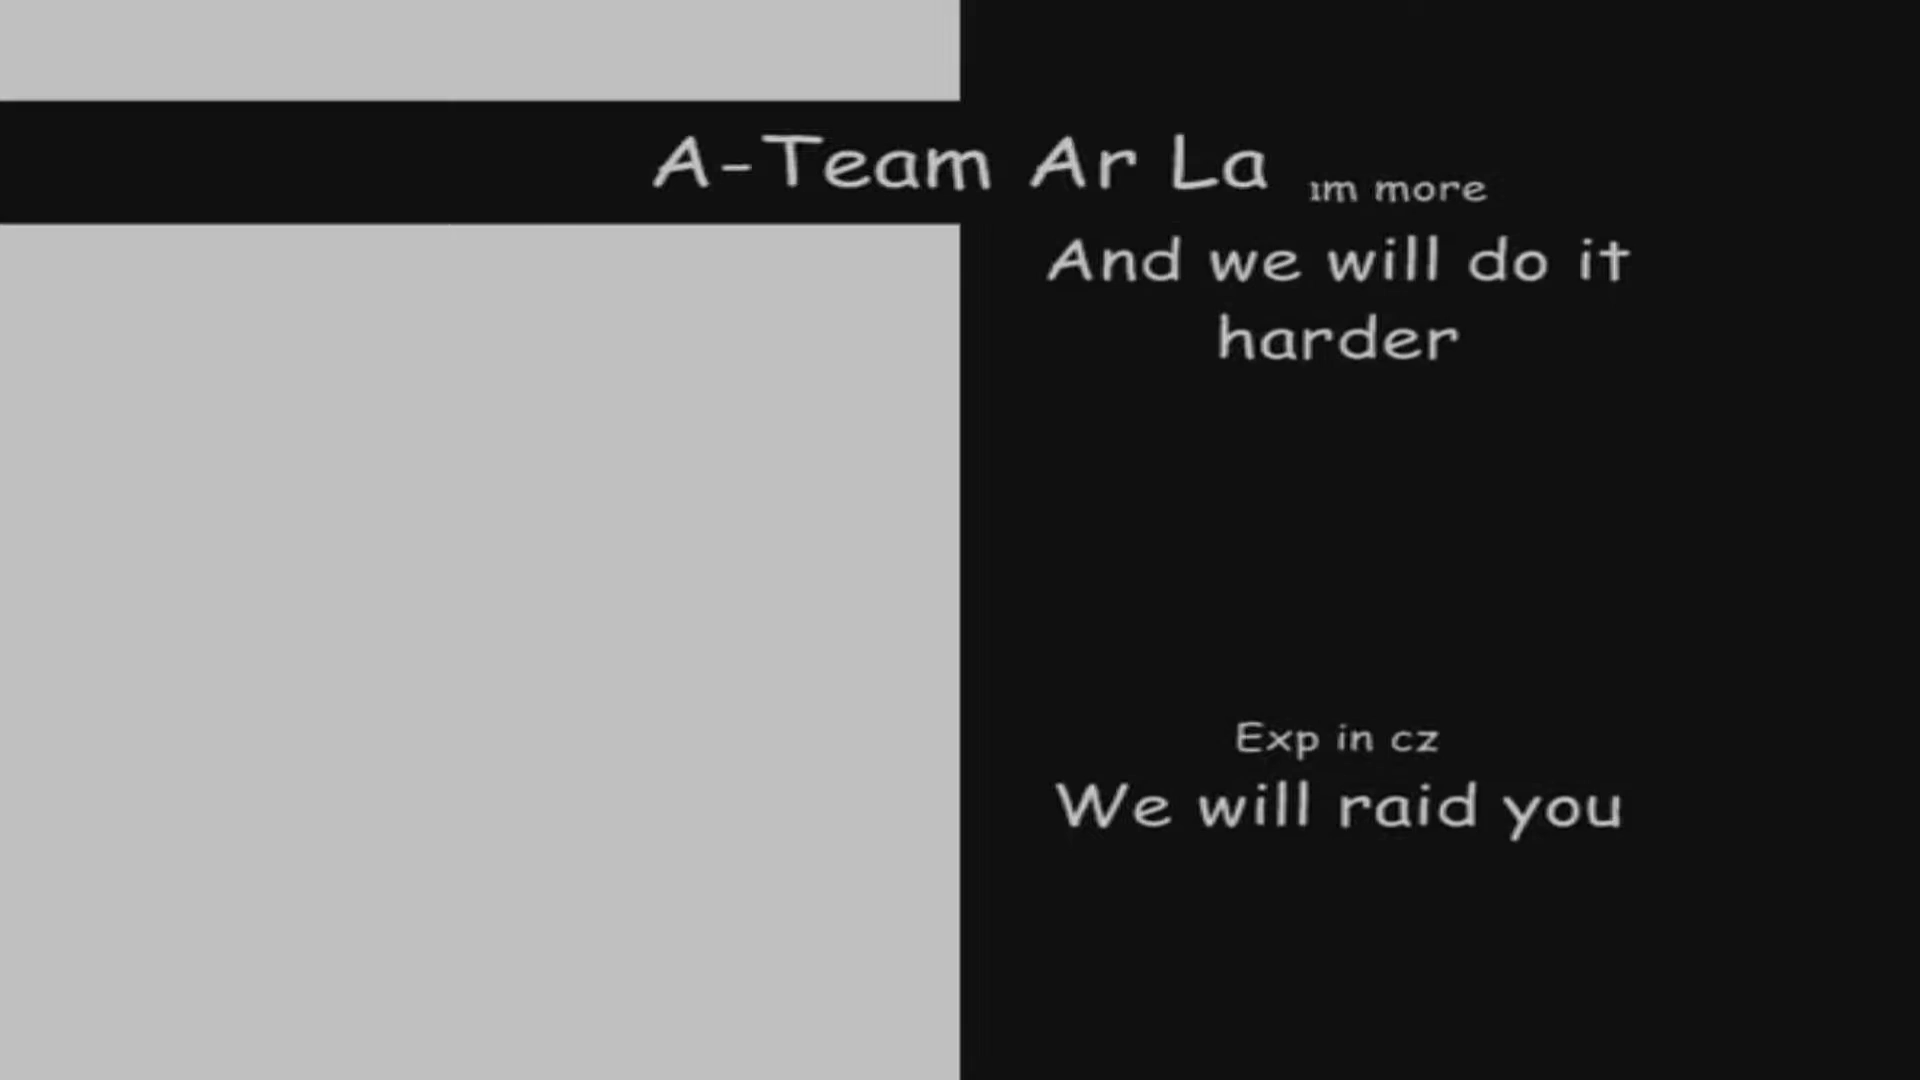 A-Team Ar La
more
And we will do it
harder
Exp in cz
We will raid you